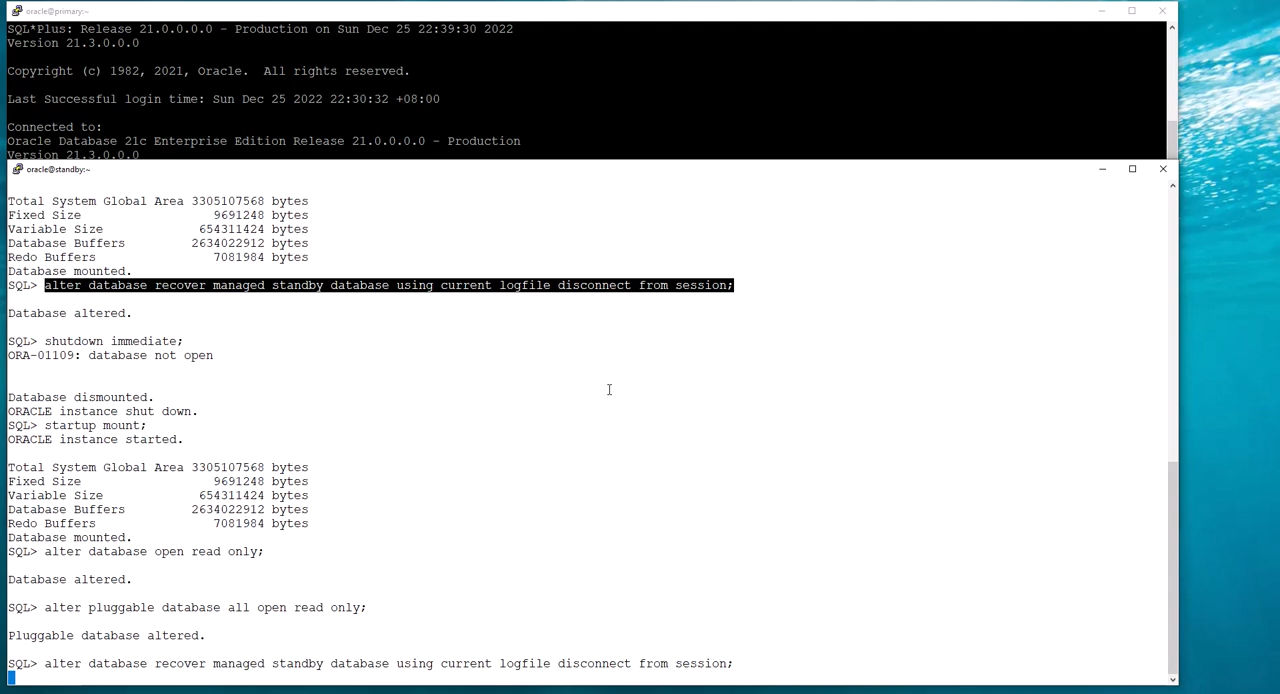 oracle@primary:~
SQL*Plus: Release 21.0.0.0.0 - Production on Sun Dec 25 22:39:30 2022
Version 21.3.0.0.0
Copyright (c) 1982, 2021, Oracle.  All rights reserved.
Last Successful login time: Sun Dec 25 2022 22:30:32 +08:00
Connected to:
Oracle Database 21c Enterprise Edition Release 21.0.0.0.0 - Production
Version 21.3.0.0.0
oracle@standby:~
Total System Global Area 3305107568 bytes
Fixed Size                  9691248 bytes
Variable Size             654311424 bytes
Database Buffers         2634022912 bytes
Redo Buffers                7081984 bytes
Database mounted.
SQL> alter database recover managed standby database using current logfile disconnect from session;
Database altered.
SQL> shutdown immediate;
ORA-01109: database not open
Database dismounted.
ORACLE instance shut down.
SQL> startup mount;
ORACLE instance started.
Total System Global Area 3305107568 bytes
Fixed Size                  9691248 bytes
Variable Size             654311424 bytes
Database Buffers         2634022912 bytes
Redo Buffers                7081984 bytes
Database mounted.
SQL> alter database open read only;
Database altered.
SQL> alter pluggable database all open read only;
Pluggable database altered.
SQL> alter database recover managed standby database using current logfile disconnect from session;